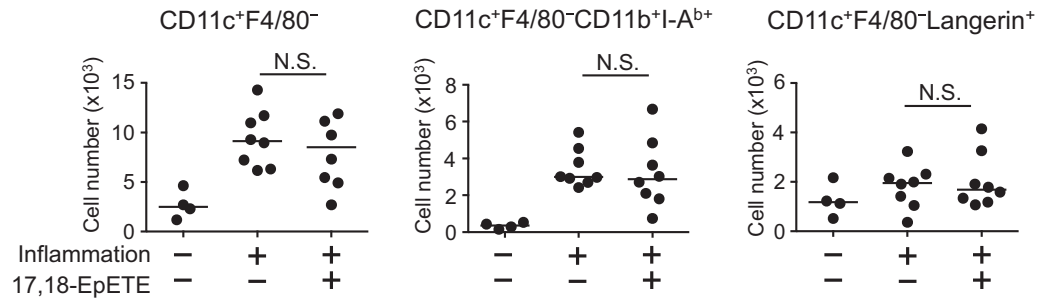 CD11c⁺F4/80⁻
CD11c⁺F4/80⁻CD11b⁺I-Aᵇ⁺
CD11c⁺F4/80⁻Langerin⁺
N.S.
N.S.
N.S.
Cell number (x10³)
15
10
5
0
Cell number (x10³)
8
6
4
2
0
Cell number (x10³)
6
4
2
0
Inflammation − + + − + + − + +
17,18-EpETE − − + − − + − − +